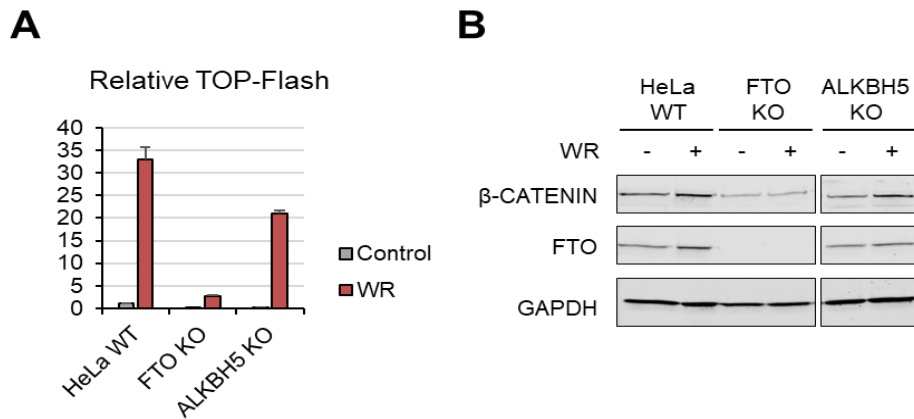 A
Relative TOP-Flash
40
35
30
25
20
15
10
5
0
HeLa WT
FTO KO
ALKBH5 KO
Control
WR
B
HeLa WT
FTO KO
ALKBH5 KO
WR - + - + - +
β-CATENIN
FTO
GAPDH